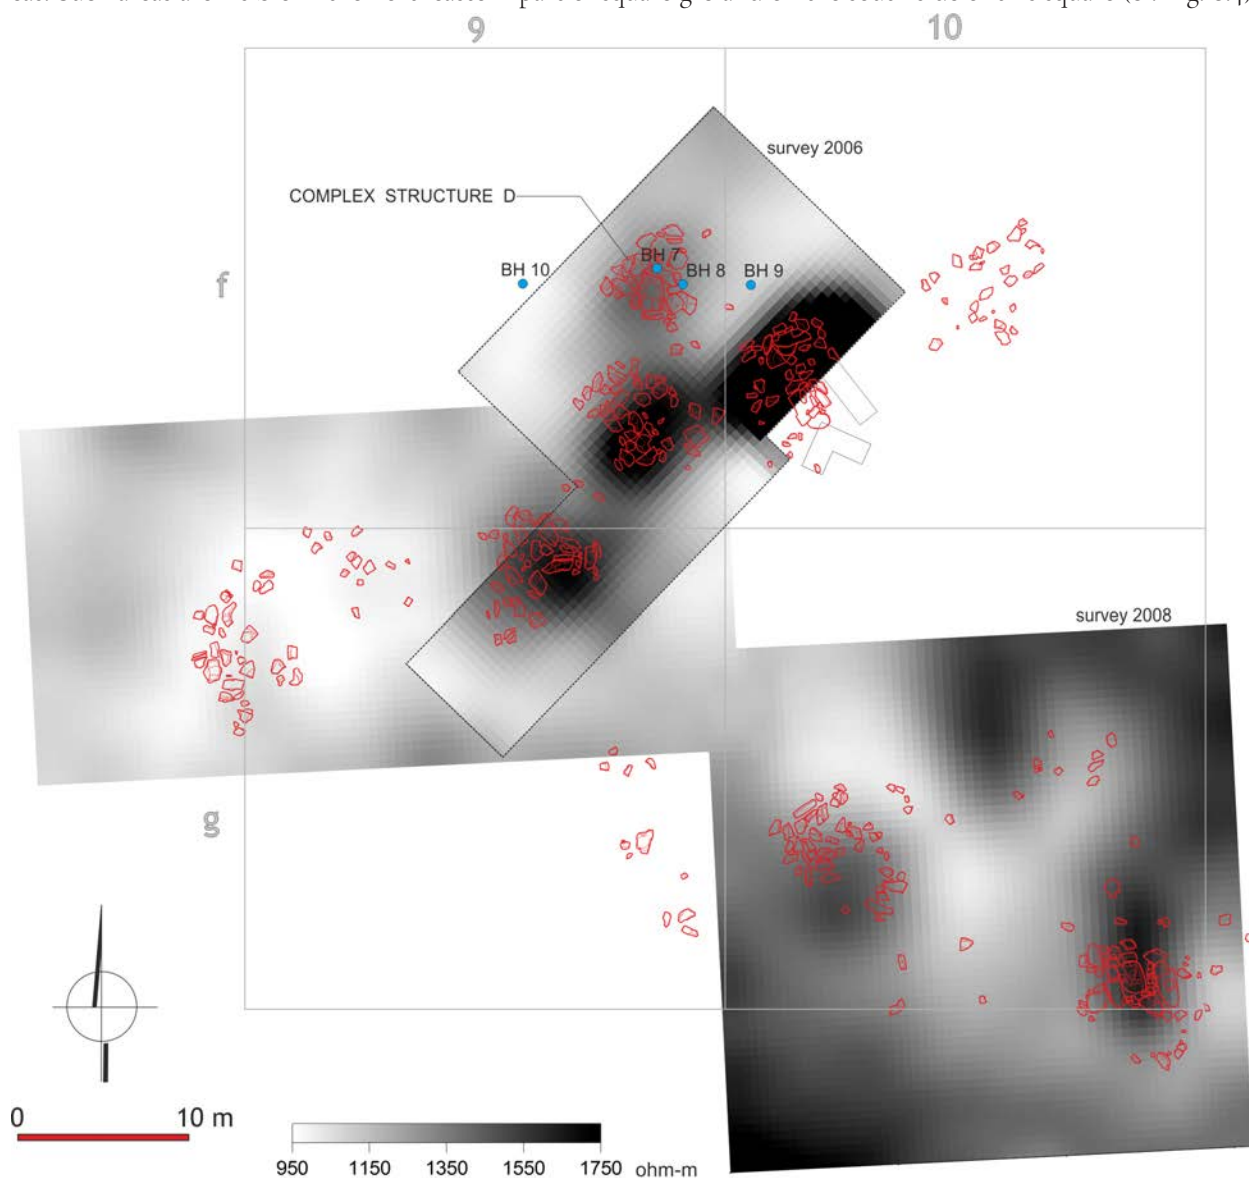 9 10
survey 2006
COMPLEX STRUCTURE D
BH 7
BH 10
BH 8
BH 9
f
survey 2008
g
0 10 m
950 1150 1350 1550 1750 ohm-m